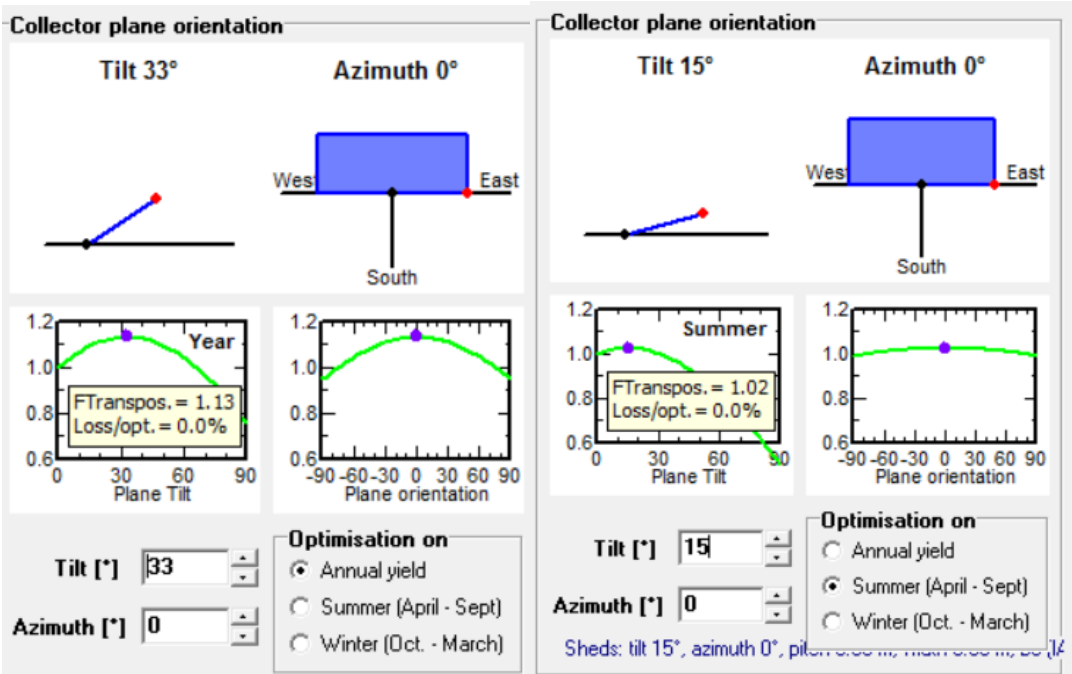 Collector plane orientation
Tilt 33°
Azimuth 0°
West
East
South
1.2
1.0
0.8
0.6
Year
FTranspos. = 1.13
Loss/opt. = 0.0%
0 30 60 90
Plane Tilt
1.2
1.0
0.8
0.6
-90 -60 -30 0 30 60 90
Plane orientation
Tilt [°] 33
Azimuth [°] 0
Optimisation on
Annual yield
Summer (April - Sept)
Winter (Oct. - March)
Collector plane orientation
Tilt 15°
Azimuth 0°
West
East
South
1.2
1.0
0.8
0.6
Summer
FTranspos. = 1.02
Loss/opt. = 0.0%
0 30 60 90
Plane Tilt
1.2
1.0
0.8
0.6
-90 -60 -30 0 30 60 90
Plane orientation
Tilt [°] 15
Azimuth [°] 0
Optimisation on
Annual yield
Summer (April - Sept)
Winter (Oct. - March)
Sheds: tilt 15°, azimuth 0°,